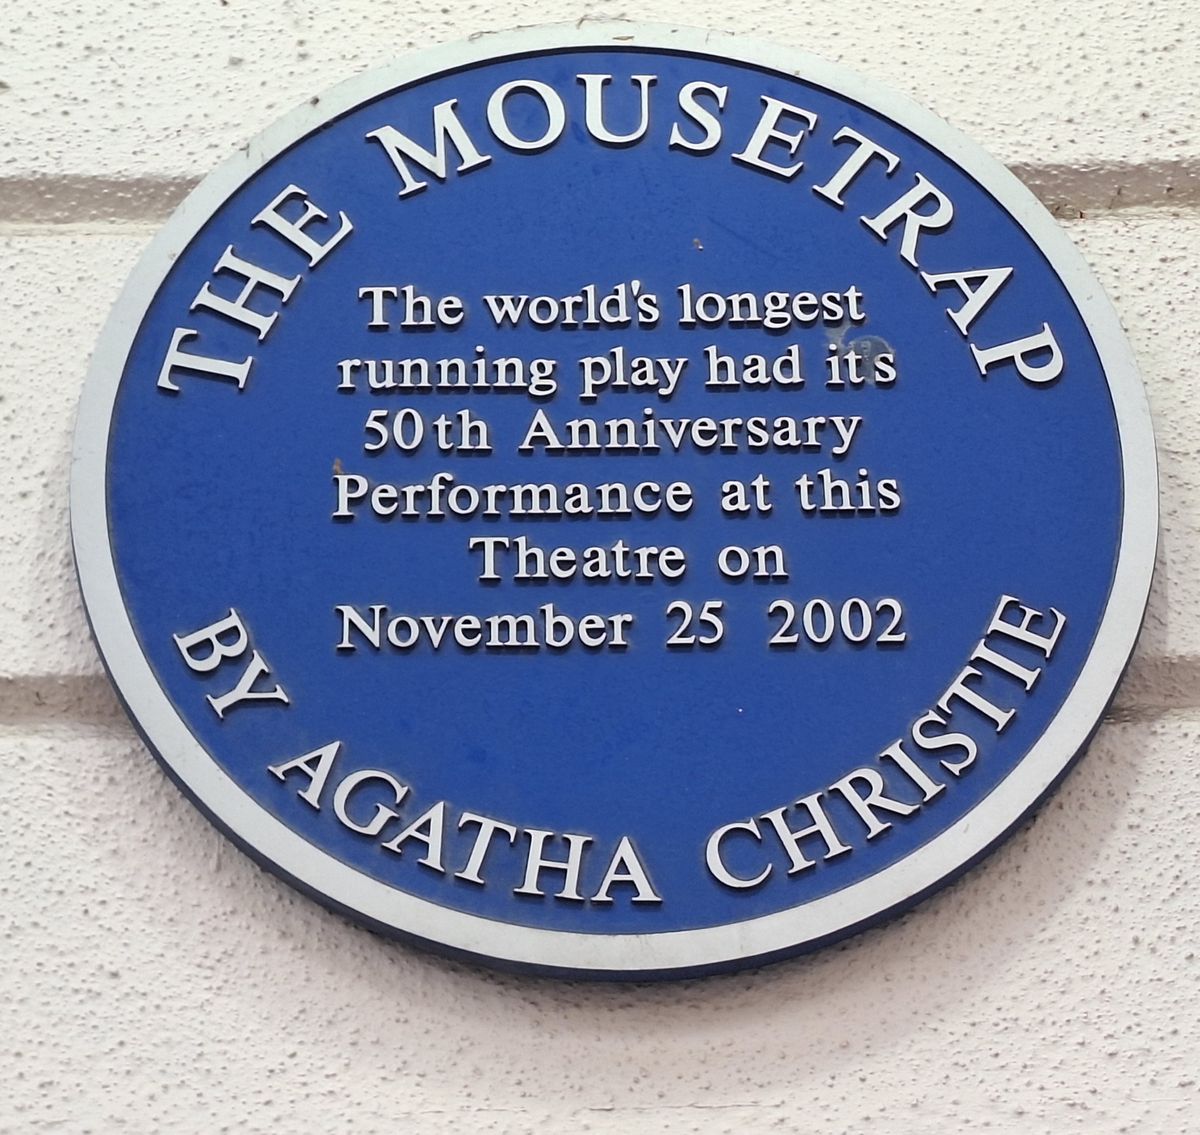 THE MOUSETRAP
The world's longest
running play had it's
50th Anniversary
Performance at this
Theatre on
November 25 2002
BY AGATHA CHRISTIE